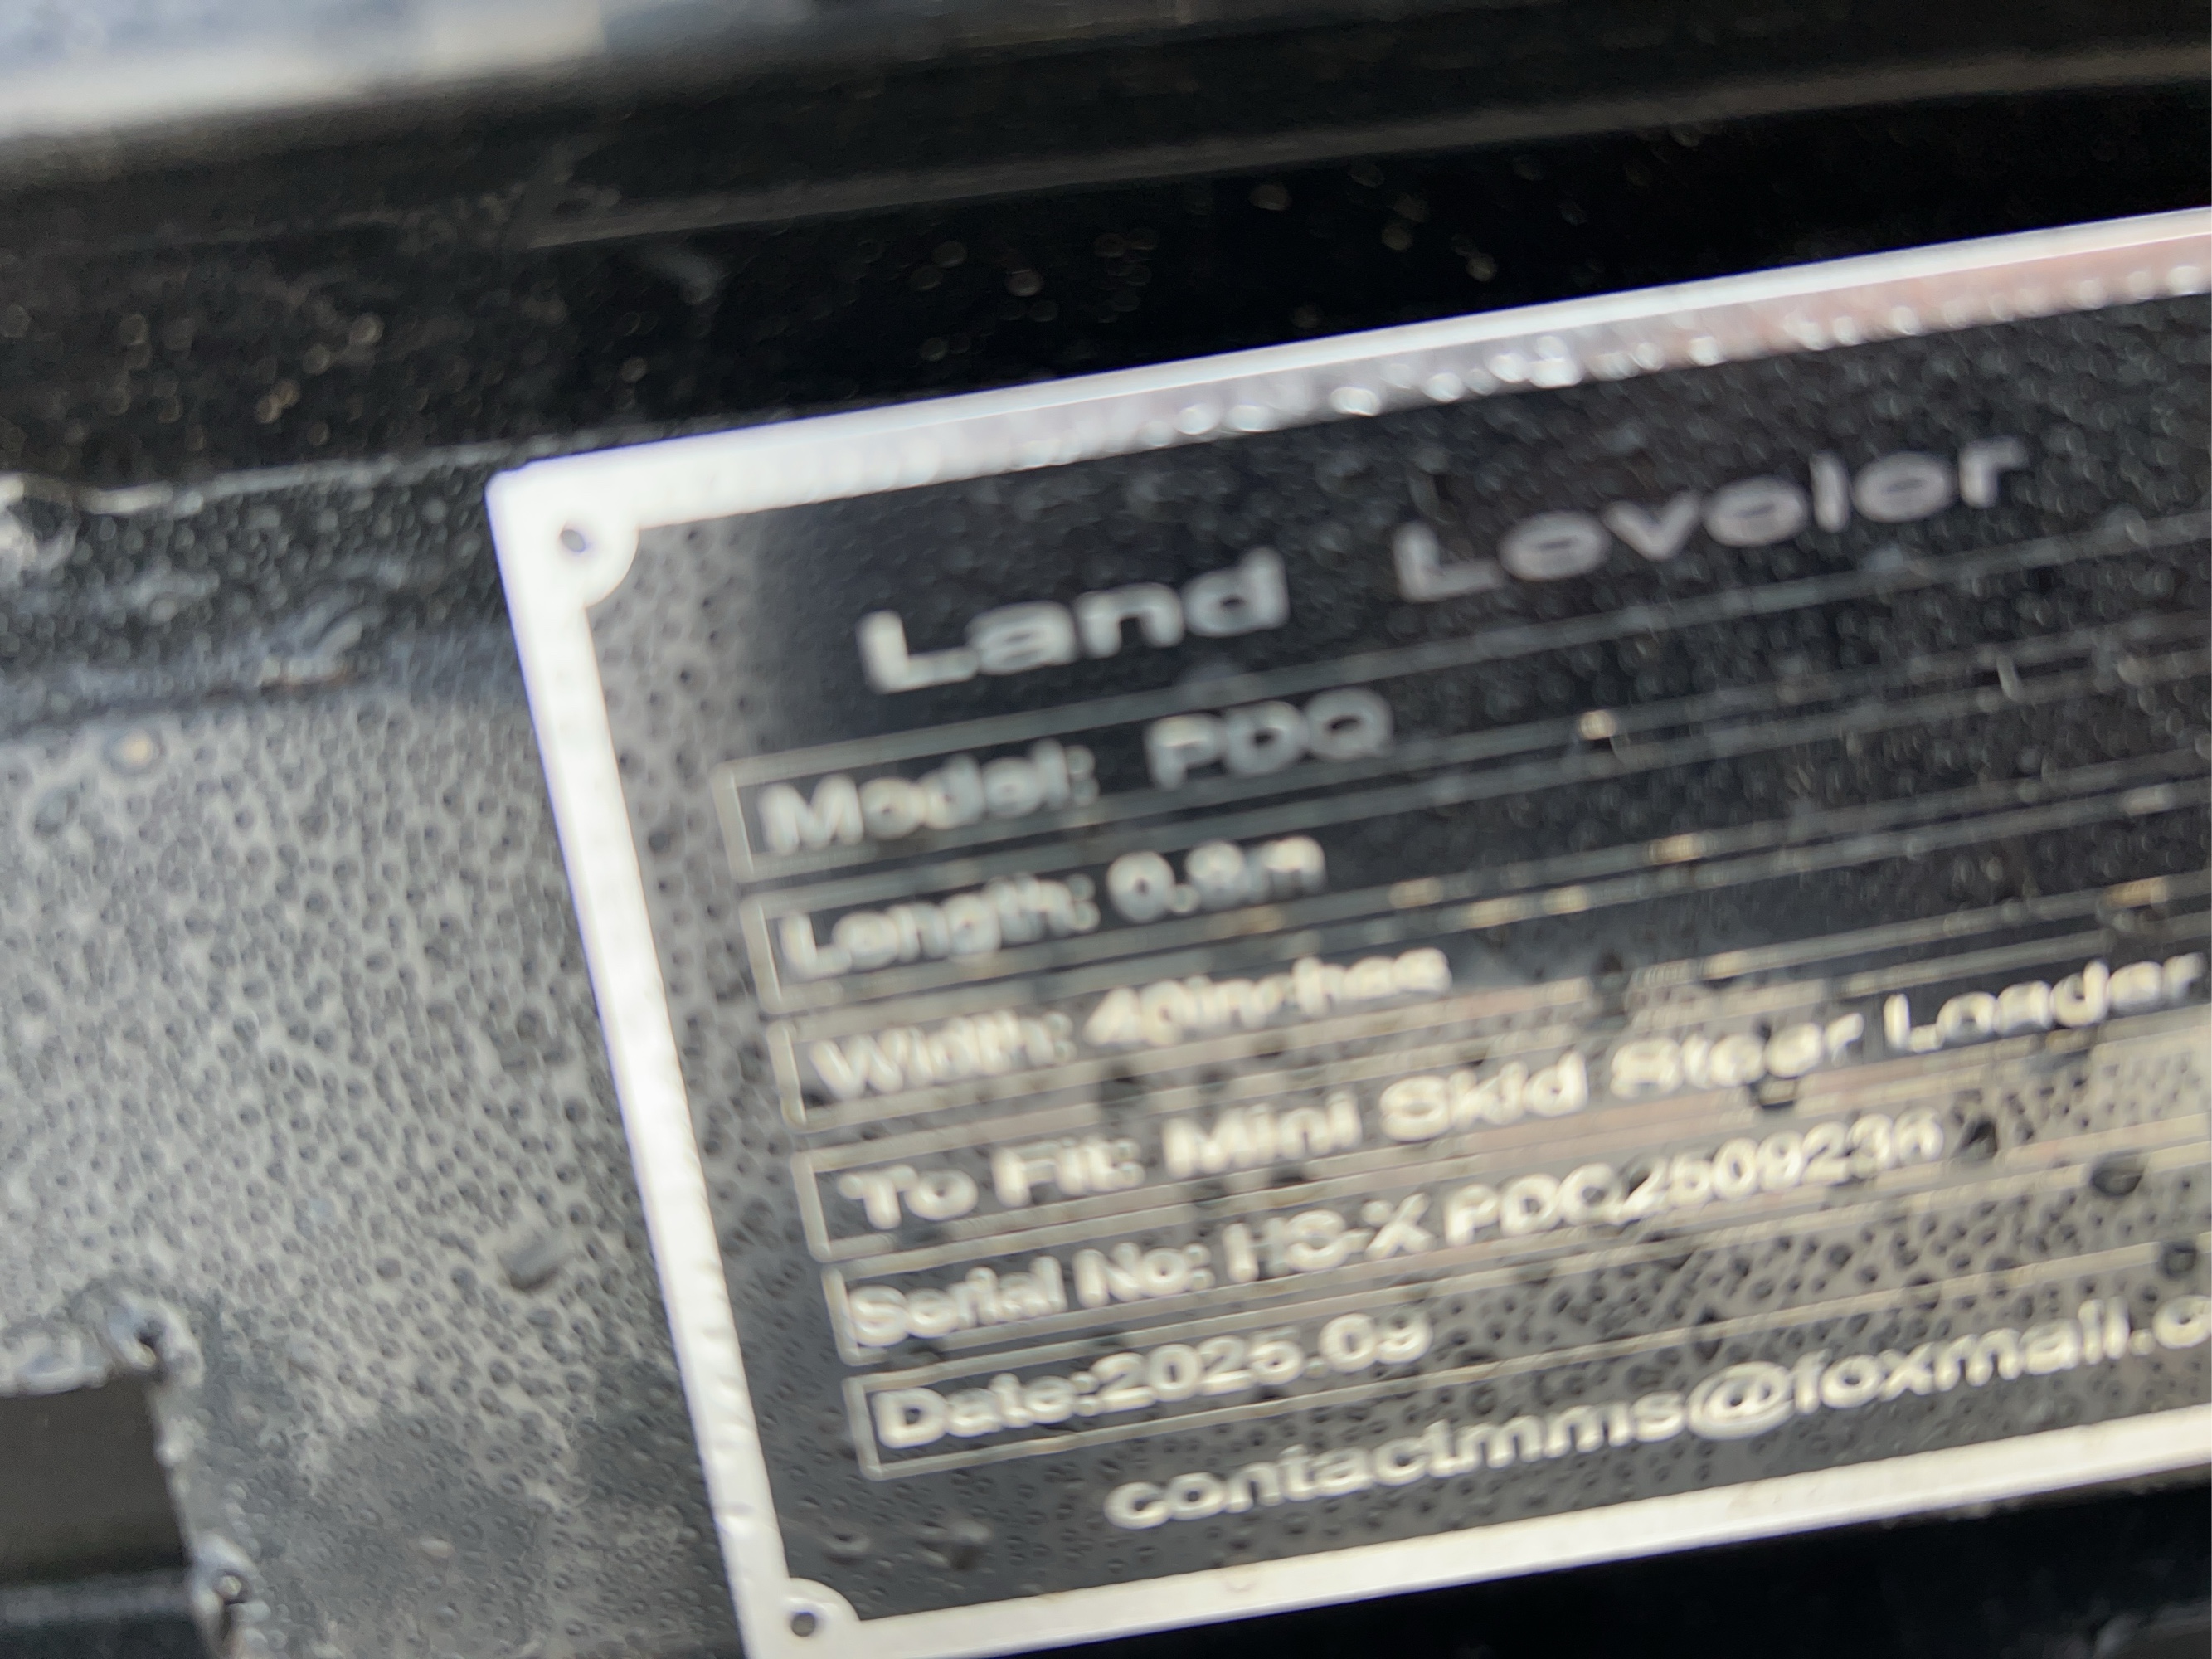 Land Leveler
Model: PDQ
Length: 0.9m
Width: 40inches
To Fit: Mini Skid Steer Loader
Serial No: HS-X PDQ2509236
Date:2025.09
contactmms@foxmail.c